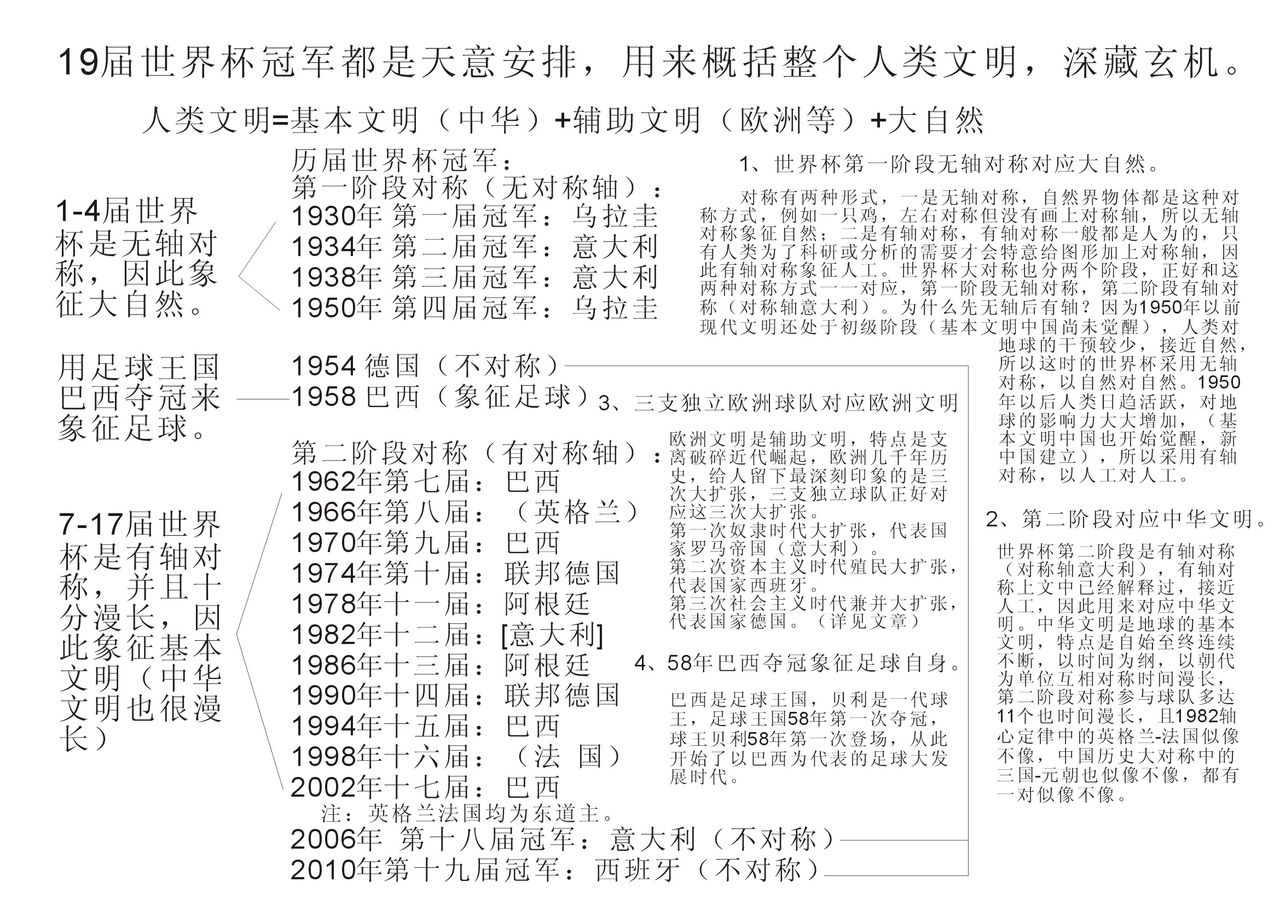 19届世界杯冠军都是天意安排，用来概括整个人类文明，深藏玄机。
人类文明=基本文明（中华）+辅助文明（欧洲等）+大自然
1-4届世界
杯是无轴对
称，因此象
征大自然。
用足球王国
巴西夺冠来
象征足球。
7-17届世界
杯是有轴对
称，并且十
分漫长，因
此象征基本
文明（中华
文明也很漫
长）
历届世界杯冠军：
第一阶段对称（无对称轴）：
1930年 第一届冠军：乌拉圭
1934年 第二届冠军：意大利
1938年 第三届冠军：意大利
1950年 第四届冠军：乌拉圭
1954 德国（不对称）
1958 巴西（象征足球）
第二阶段对称（有对称轴）：
1962年第七届：巴西
1966年第八届：（英格兰）
1970年第九届：巴西
1974年第十届：联邦德国
1978年十一届：阿根廷
1982年十二届：[意大利]
1986年十三届：阿根廷
1990年十四届：联邦德国
1994年十五届：巴西
1998年十六届：（法 国）
2002年十七届：巴西
注：英格兰法国均为东道主。
2006年 第十八届冠军：意大利（不对称）
2010年第十九届冠军：西班牙（不对称）
1、世界杯第一阶段无轴对称对应大自然。
对称有两种形式，一是无轴对称，自然界物体都是这种对
称方式，例如一只鸡，左右对称但没有画上对称轴，所以无轴
对称象征自然；二是有轴对称，有轴对称一般都是人为的，只
有人类为了科研或分析的需要才会特意给图形加上对称轴，因
此有轴对称象征人工。世界杯大对称也分两个阶段，正好和这
两种对称方式一一对应，第一阶段无轴对称，第二阶段有轴对
称（对称轴意大利）。为什么先无轴后有轴？因为1950年以前
现代文明还处于初级阶段（基本文明中国尚未觉醒），人类对
地球的干预较少，接近自然，
所以这时的世界杯采用无轴
对称，以自然对自然。1950
年以后人类日趋活跃，对地
球的影响力大大增加，（基
本文明中国也开始觉醒，新
中国建立），所以采用有轴
对称，以人工对人工。
2、第二阶段对应中华文明。
世界杯第二阶段是有轴对称
（对称轴意大利），有轴对
称上文中已经解释过，接近
人工，因此用来对应中华文
明。中华文明是地球的基本
文明，特点是自始至终连续
不断，以时间为纲，以朝代
为单位互相对称时间漫长，
第二阶段对称参与球队多达
11个也时间漫长，且1982轴
心定律中的英格兰-法国似像
不像，中国历史大对称中的
三国-元朝也似像不像，都有
一对似像不像。
3、三支独立欧洲球队对应欧洲文明
欧洲文明是辅助文明，特点是支
离破碎近代崛起，欧洲几千年历
史，给人留下最深刻印象的是三
次大扩张，三支独立球队正好对
应这三次大扩张。
第一次奴隶时代大扩张，代表国
家罗马帝国（意大利）。
第二次资本主义时代殖民大扩张，
代表国家西班牙。
第三次社会主义时代兼并大扩张，
代表国家德国。（详见文章）
4、58年巴西夺冠象征足球自身。
巴西是足球王国，贝利是一代球
王，足球王国58年第一次夺冠，
球王贝利58年第一次登场，从此
开始了以巴西为代表的足球大发
展时代。